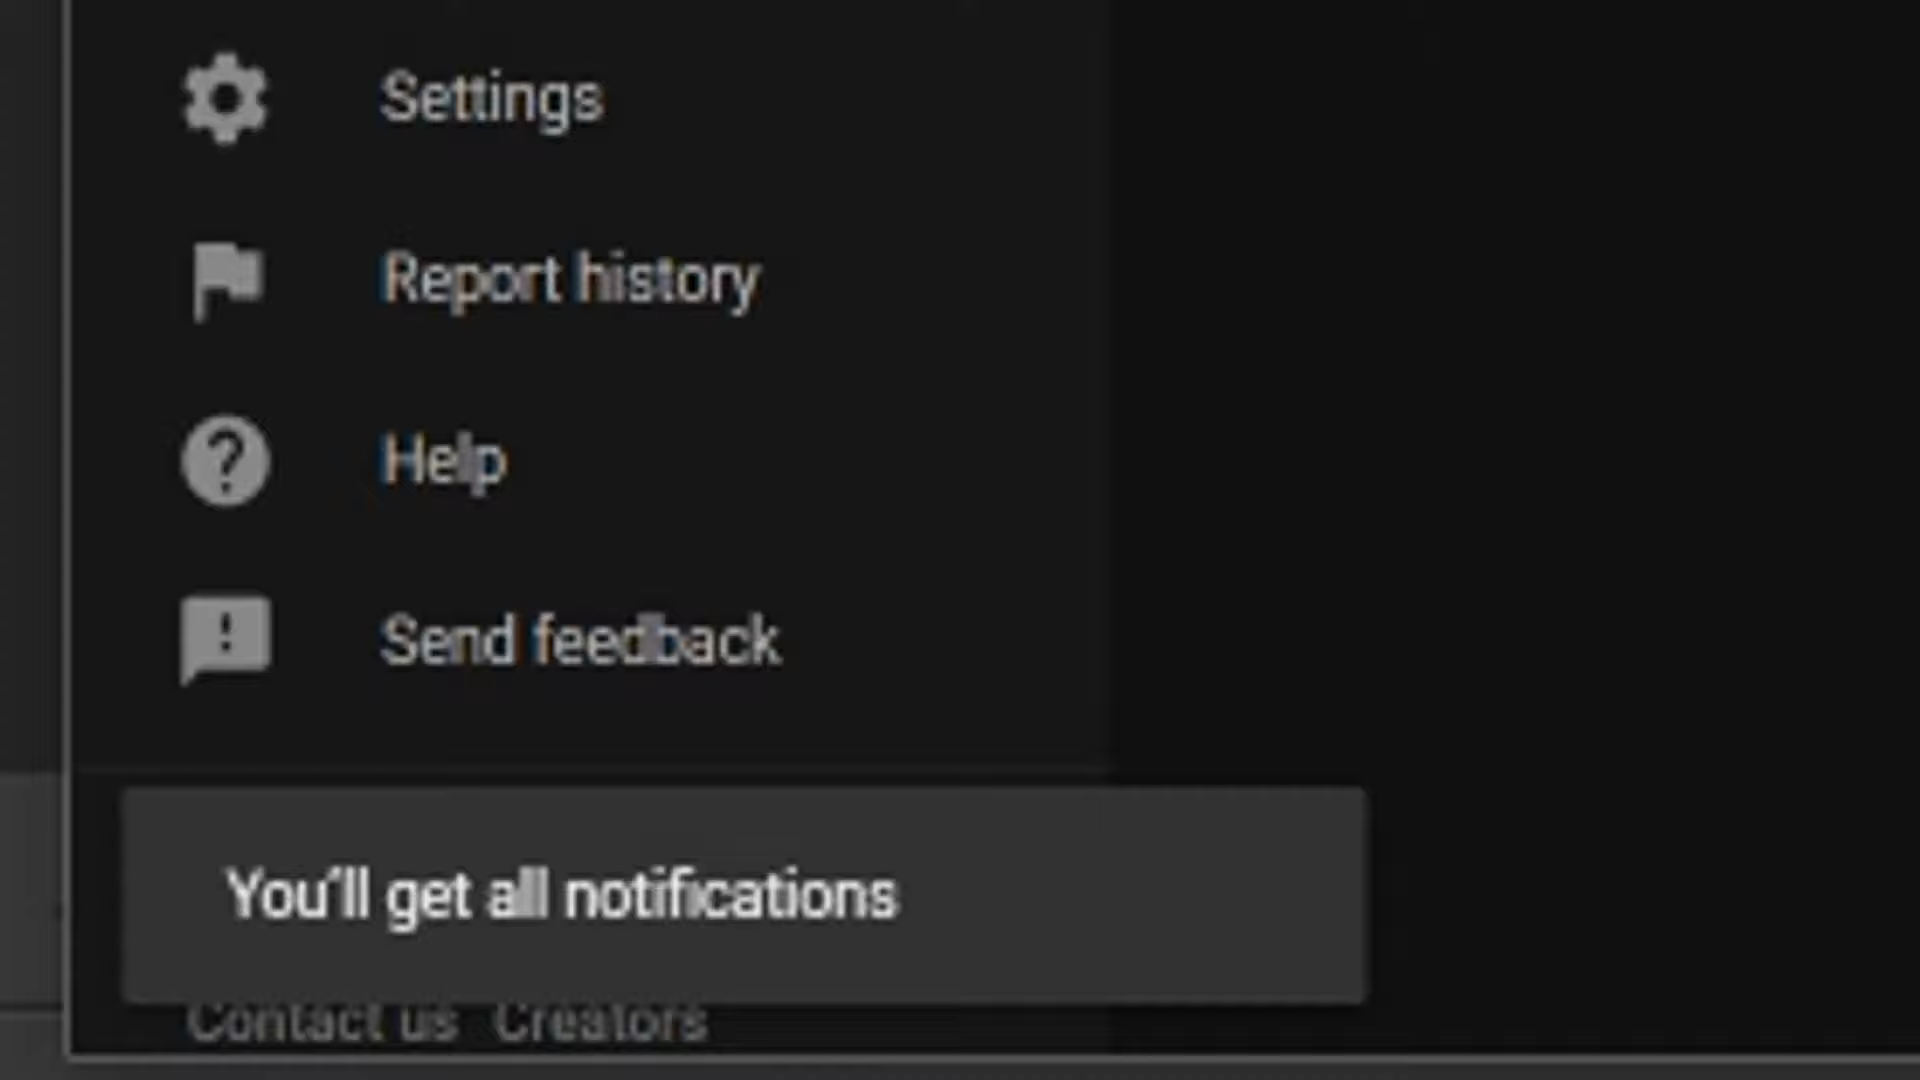 Settings
Report history
Help
Send feedback
You'll get all notifications
Contact us Creators